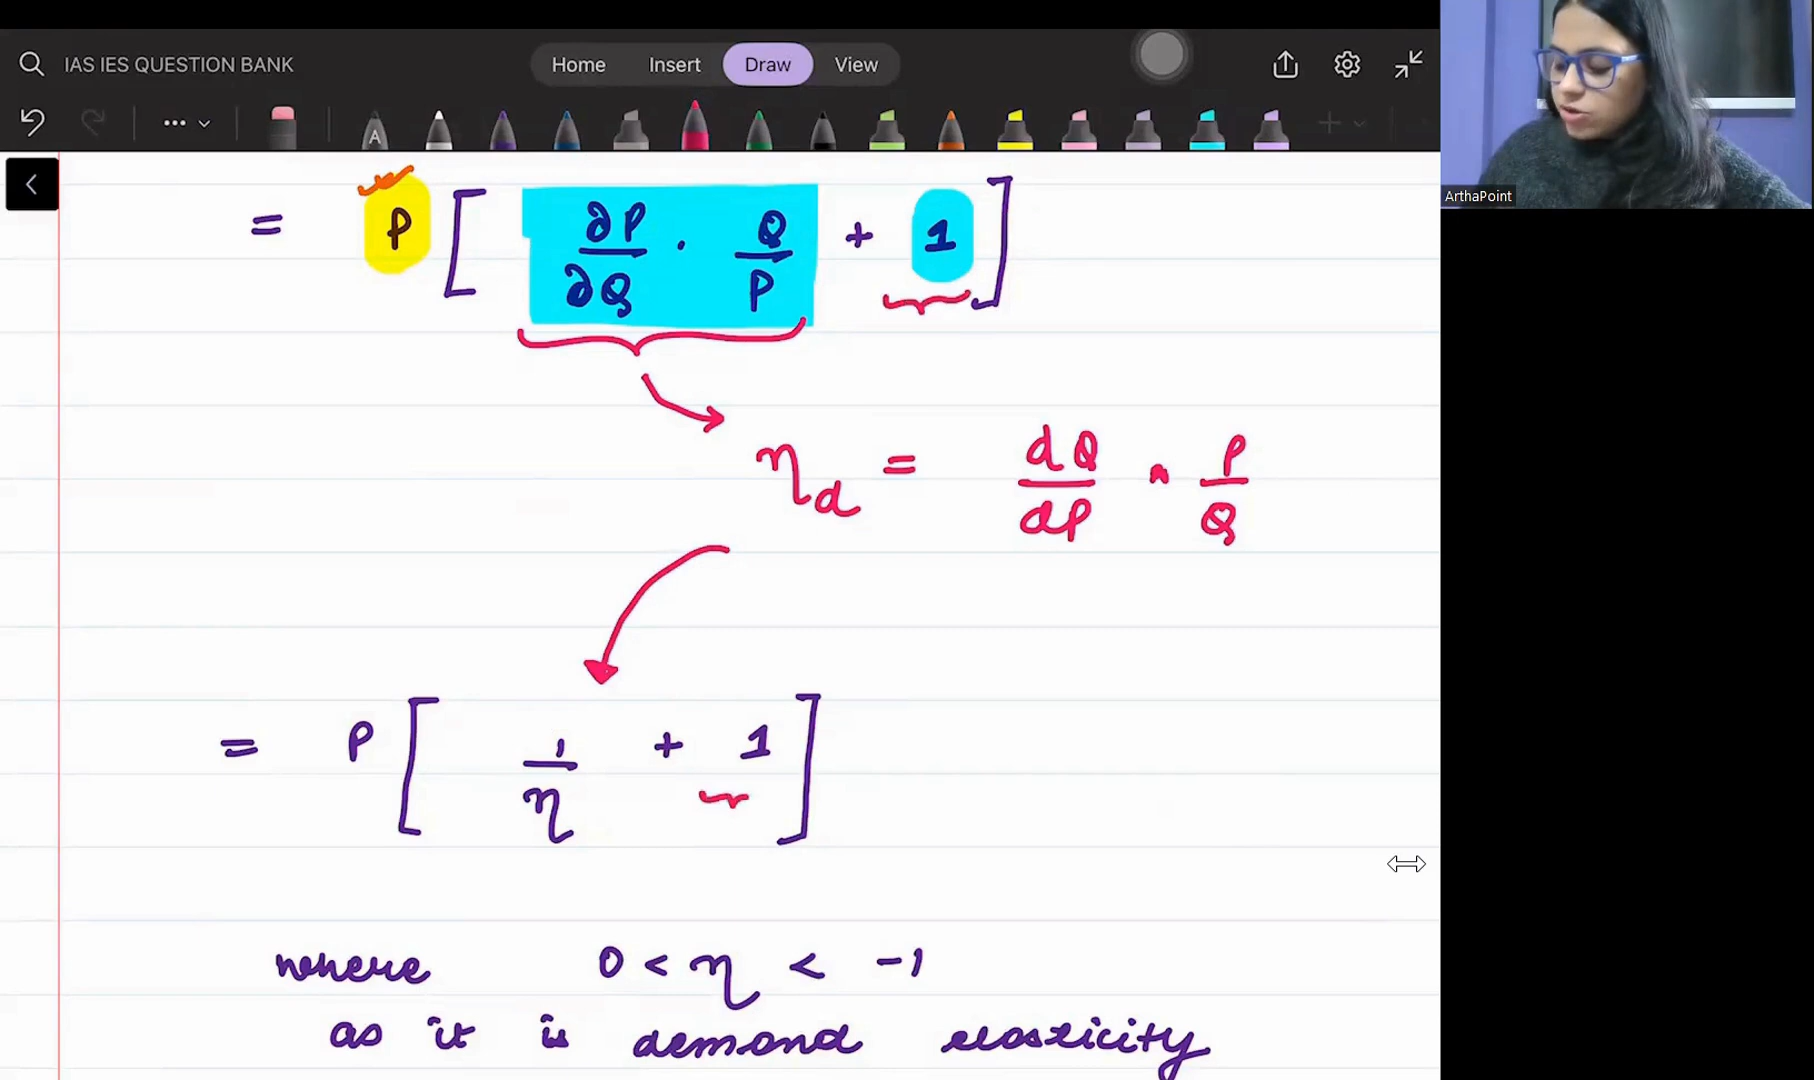 IAS IES QUESTION BANK
Home Insert Draw View
A
ArthaPoint
= P [ ∂P/∂Q · Q/P + 1 ]
η_d = dQ/dP · P/Q
= P [ 1/η + 1 ]
where 0 < η < -1
as it is demand elasticity